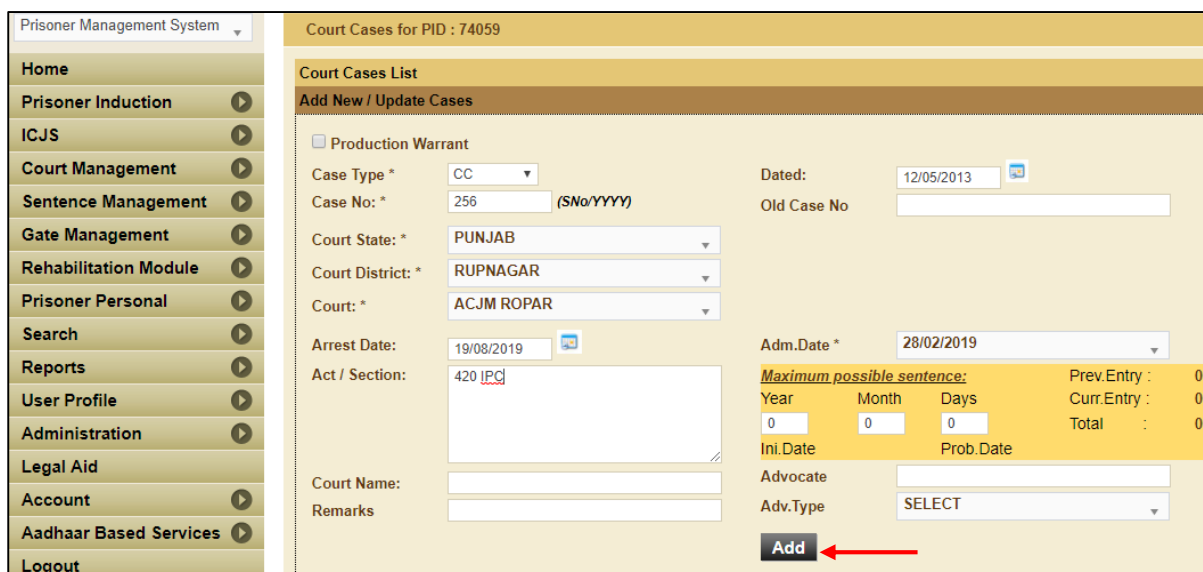 Prisoner Management System
Home
Prisoner Induction
ICJS
Court Management
Sentence Management
Gate Management
Rehabilitation Module
Prisoner Personal
Search
Reports
User Profile
Administration
Legal Aid
Account
Aadhaar Based Services
Logout
Court Cases for PID : 74059
Court Cases List
Add New / Update Cases
Production Warrant
Case Type * CC Dated: 12/05/2013
Case No: * 256 (SNo/YYYY) Old Case No
Court State: * PUNJAB
Court District: * RUPNAGAR
Court: * ACJM ROPAR
Arrest Date: 19/08/2019 Adm.Date * 28/02/2019
Act / Section: 420 IPC Maximum possible sentence: Prev.Entry : 0
Year Month Days Curr.Entry : 0
0 0 0 Total : 0
Ini.Date Prob.Date
Court Name: Advocate
Remarks Adv.Type SELECT
Add